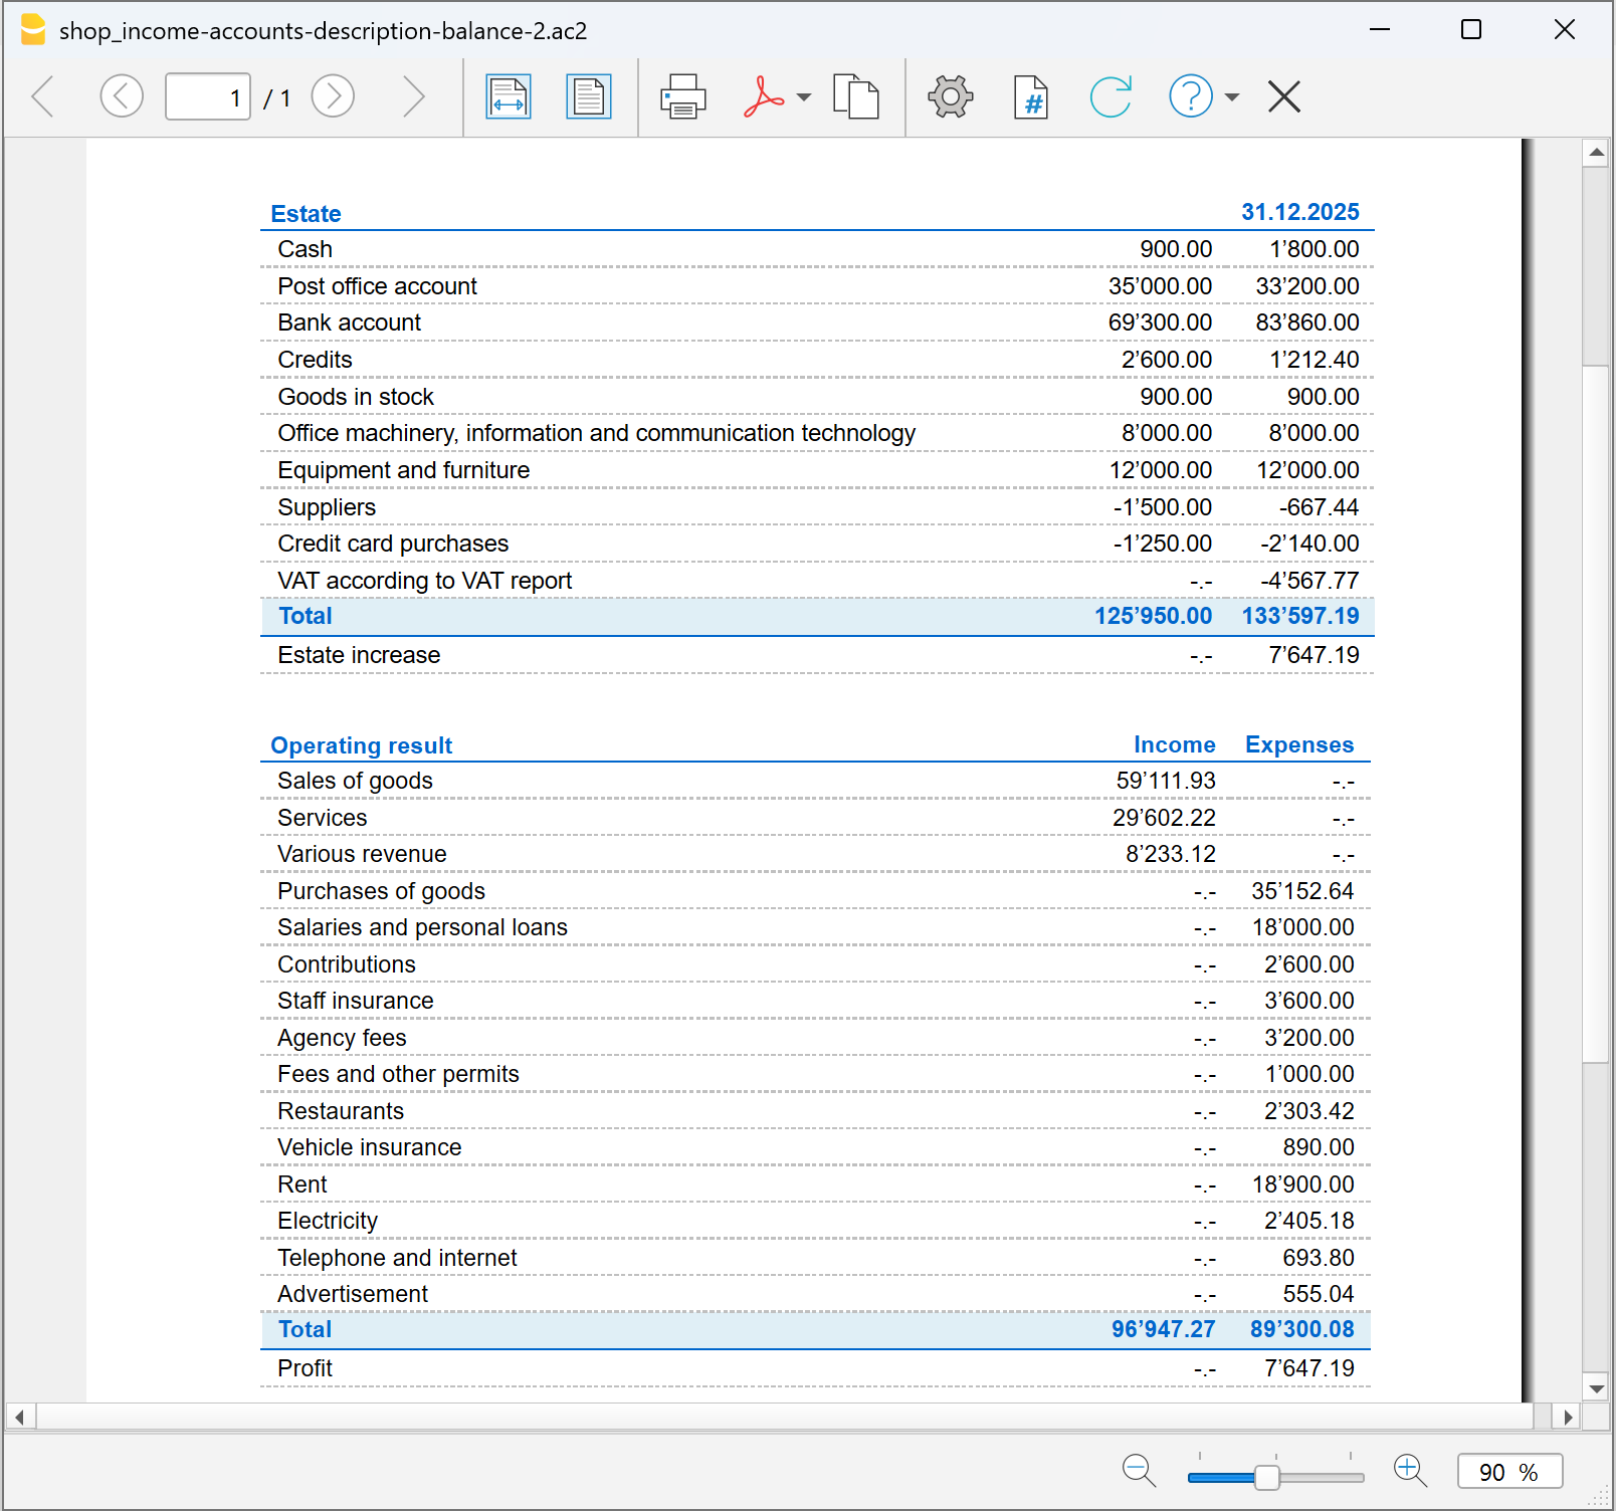 shop_income-accounts-description-balance-2.ac2
1 / 1
#
?
Estate 31.12.2025
Cash 900.00 1’800.00
Post office account 35’000.00 33’200.00
Bank account 69’300.00 83’860.00
Credits 2’600.00 1’212.40
Goods in stock 900.00 900.00
Office machinery, information and communication technology 8’000.00 8’000.00
Equipment and furniture 12’000.00 12’000.00
Suppliers -1’500.00 -667.44
Credit card purchases -1’250.00 -2’140.00
VAT according to VAT report -.- -4’567.77
Total 125’950.00 133’597.19
Estate increase -.- 7’647.19
Operating result Income Expenses
Sales of goods 59’111.93 -.-
Services 29’602.22 -.-
Various revenue 8’233.12 -.-
Purchases of goods -.- 35’152.64
Salaries and personal loans -.- 18’000.00
Contributions -.- 2’600.00
Staff insurance -.- 3’600.00
Agency fees -.- 3’200.00
Fees and other permits -.- 1’000.00
Restaurants -.- 2’303.42
Vehicle insurance -.- 890.00
Rent -.- 18’900.00
Electricity -.- 2’405.18
Telephone and internet -.- 693.80
Advertisement -.- 555.04
Total 96’947.27 89’300.08
Profit -.- 7’647.19
90 %